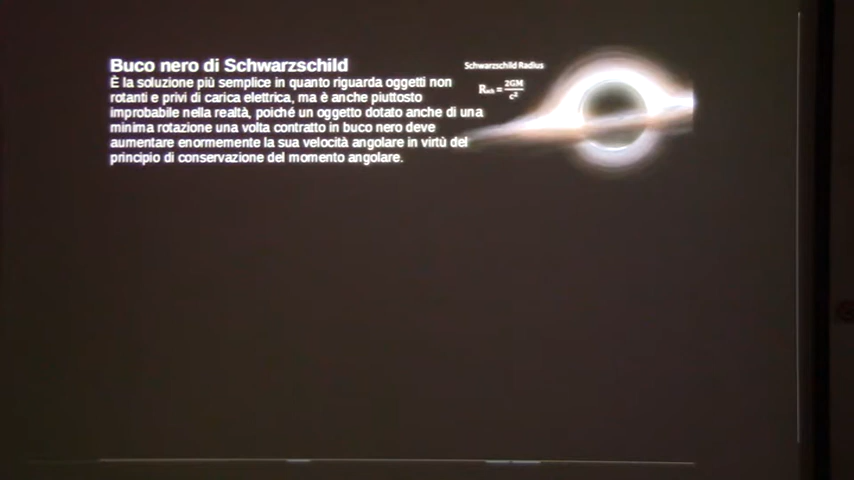 Buco nero di Schwarzschild
È la soluzione più semplice in quanto riguarda oggetti non
rotanti e privi di carica elettrica, ma è anche piuttosto
improbabile nella realtà, poiché un oggetto dotato anche di una
minima rotazione una volta contratto in buco nero deve
aumentare enormemente la sua velocità angolare in virtù del
principio di conservazione del momento angolare.
Schwarzschild Radius
Rsch = 2GM/c²